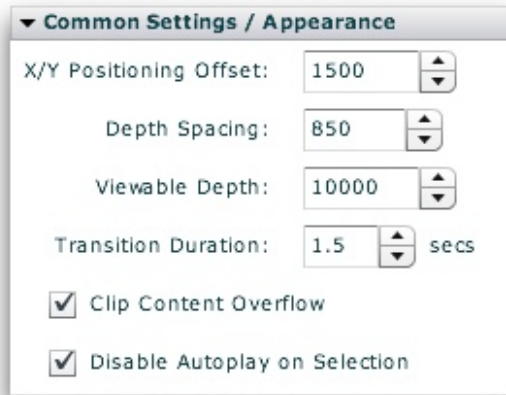 Common Settings / Appearance
X/Y Positioning Offset: 1500
Depth Spacing: 850
Viewable Depth: 10000
Transition Duration: 1.5 secs
Clip Content Overflow
Disable Autoplay on Selection